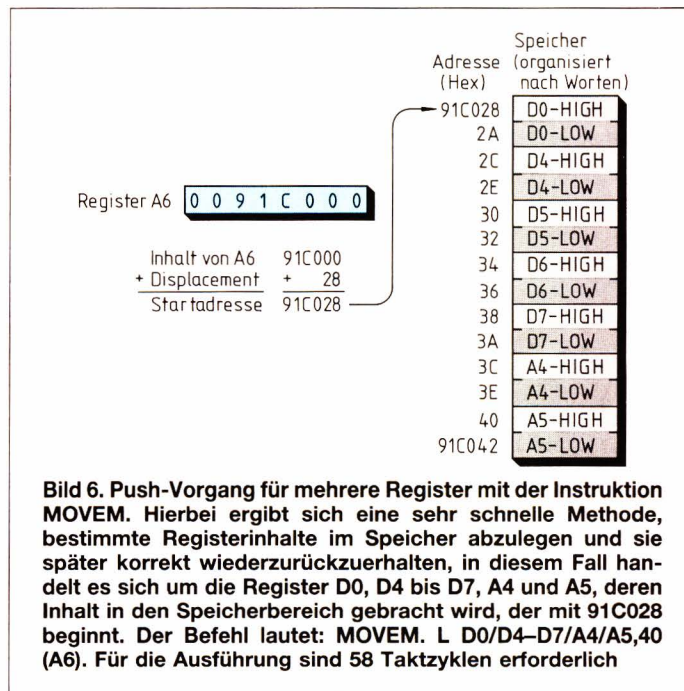 Speicher
Adresse (organisiert
(Hex) nach Worten)
91C028 D0-HIGH
2A D0-LOW
2C D4-HIGH
2E D4-LOW
Register A6 0 0 9 1 C 0 0 0
30 D5-HIGH
32 D5-LOW
Inhalt von A6 91C000
34 D6-HIGH
+ Displacement + 28
36 D6-LOW
Startadresse 91C028
38 D7-HIGH
3A D7-LOW
3C A4-HIGH
3E A4-LOW
40 A5-HIGH
91C042 A5-LOW
Bild 6. Push-Vorgang für mehrere Register mit der Instruktion
MOVEM. Hierbei ergibt sich eine sehr schnelle Methode,
bestimmte Registerinhalte im Speicher abzulegen und sie
später korrekt wiederzurückzuerhalten, in diesem Fall han-
delt es sich um die Register D0, D4 bis D7, A4 und A5, deren
Inhalt in den Speicherbereich gebracht wird, der mit 91C028
beginnt. Der Befehl lautet: MOVEM. L D0/D4–D7/A4/A5,40
(A6). Für die Ausführung sind 58 Taktzyklen erforderlich